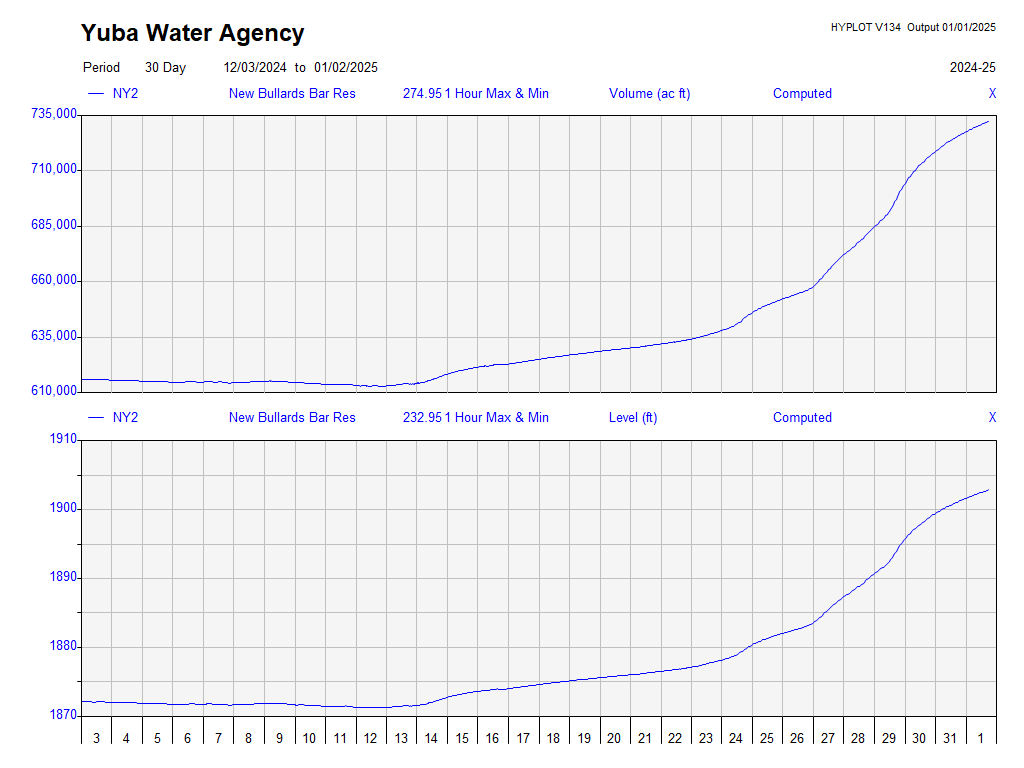 Yuba Water Agency
HYPLOT V134 Output 01/01/2025
Period 30 Day 12/03/2024 to 01/02/2025 2024-25
NY2 New Bullards Bar Res 274.95 1 Hour Max & Min Volume (ac ft) Computed X
735,000
710,000
685,000
660,000
635,000
610,000
NY2 New Bullards Bar Res 232.95 1 Hour Max & Min Level (ft) Computed X
1910
1900
1890
1880
1870
3 4 5 6 7 8 9 10 11 12 13 14 15 16 17 18 19 20 21 22 23 24 25 26 27 28 29 30 31 1